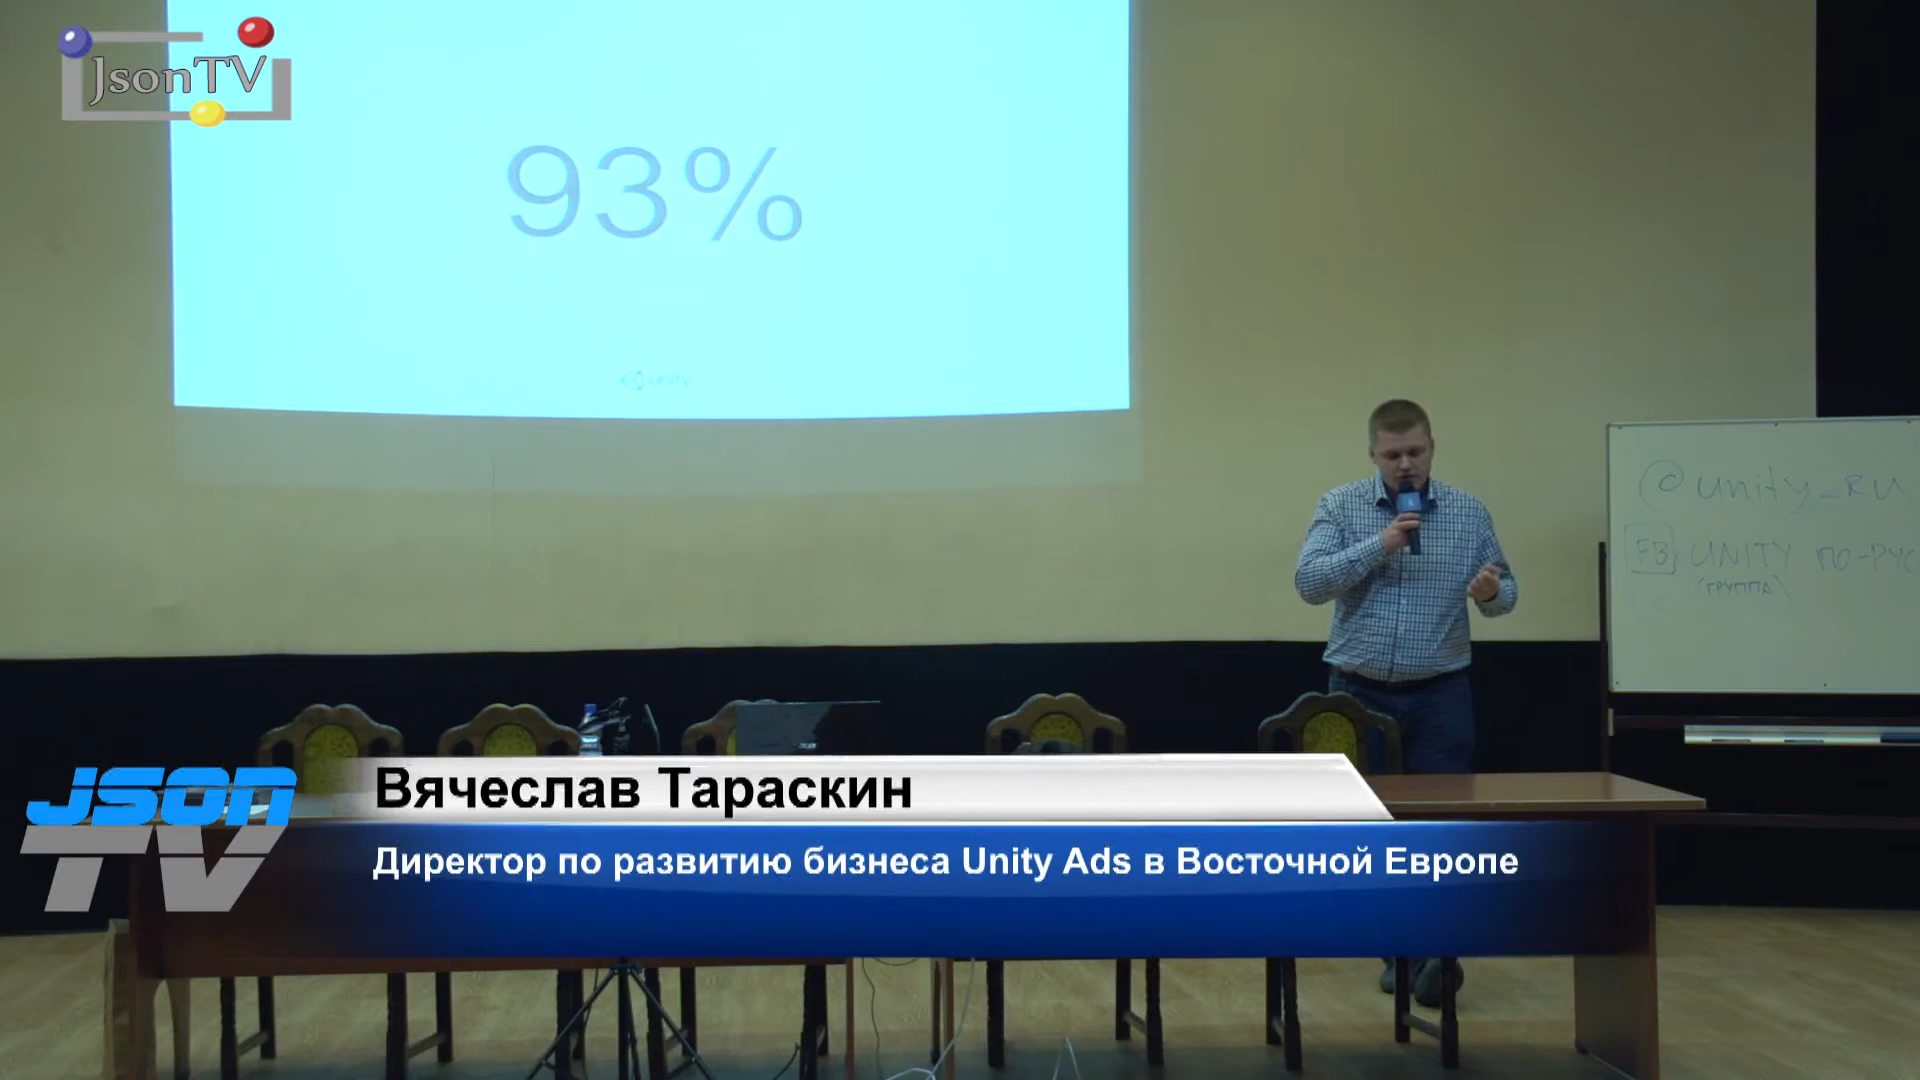 JsonTV
93%
unity
@unity_RU
FB UNITY ПО-РУС
(ГРУППА)
JSON
TV
Вячеслав Тараскин
Директор по развитию бизнеса Unity Ads в Восточной Европе